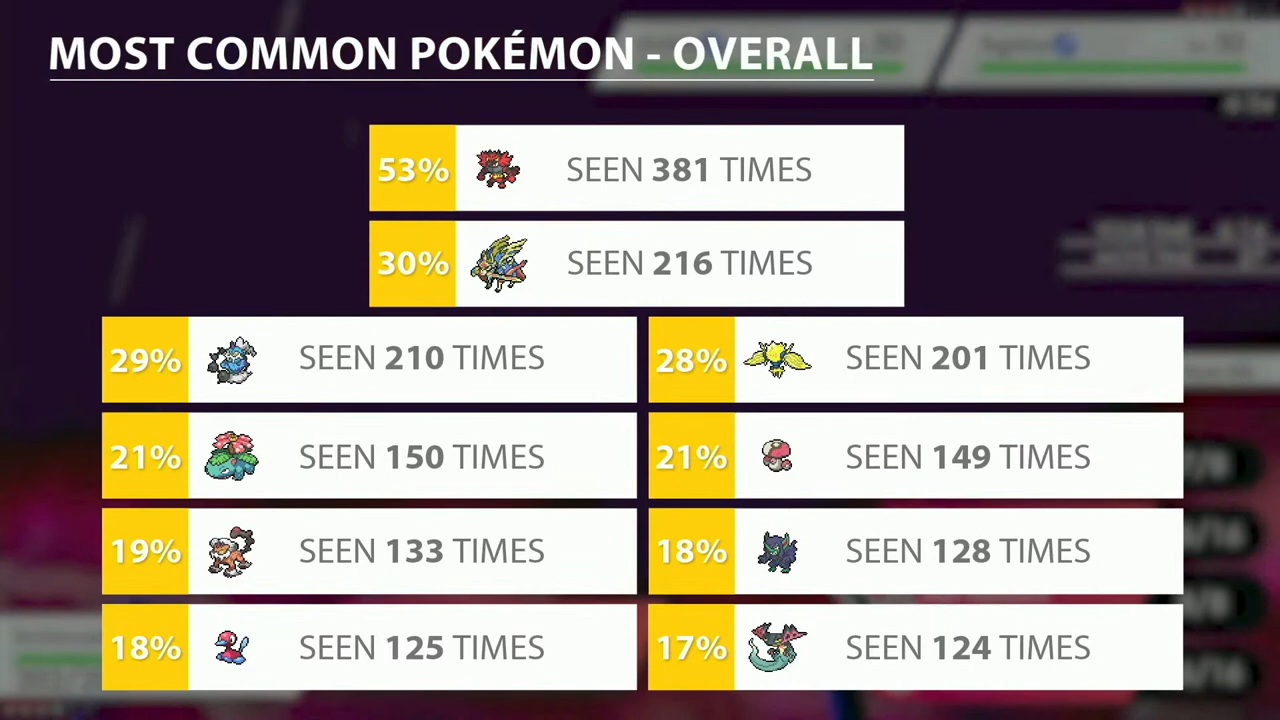 MOST COMMON POKÉMON - OVERALL
53% SEEN 381 TIMES
30% SEEN 216 TIMES
29% SEEN 210 TIMES
28% SEEN 201 TIMES
21% SEEN 150 TIMES
21% SEEN 149 TIMES
19% SEEN 133 TIMES
18% SEEN 128 TIMES
18% SEEN 125 TIMES
17% SEEN 124 TIMES